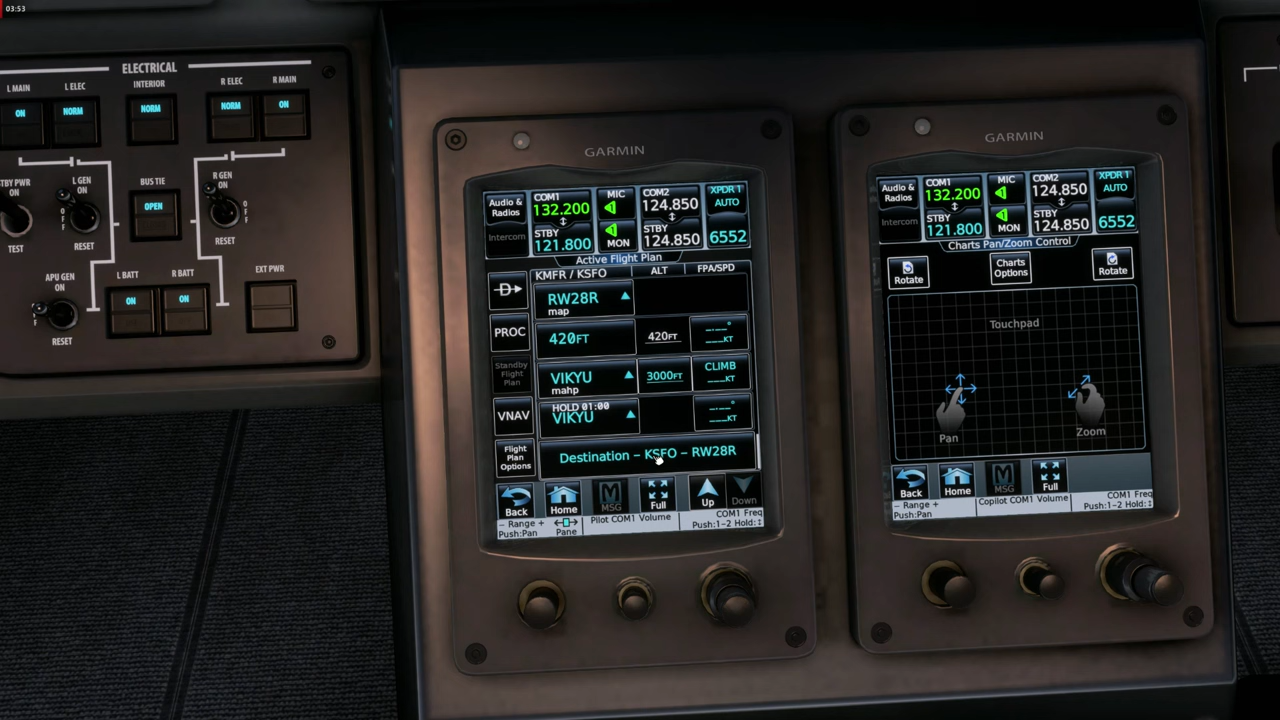 03:53
ELECTRICAL
L MAIN
L ELEC
INTERIOR
R ELEC
R MAIN
ON
NORM
NORM
NORM
ON
TBY PWR
ON
L GEN
ON
BUS TIE
R GEN
ON
OFF
OPEN
OFF
TEST
RESET
RESET
APU GEN
ON
L BATT
R BATT
EXT PWR
ON
ON
F
RESET
GARMIN
Audio &
Radios
Intercom
COM1
132.200
STBY
121.800
MIC
MON
COM2
124.850
STBY
124.850
XPDR 1
AUTO
6552
Active Flight Plan
KMFR / KSFO
ALT
FPA/SPD
RW28R
map
PROC
420FT
420FT
_._ _°
___KT
Standby
Flight
Plan
VIKYU
mahp
3000FT
CLIMB
___KT
VNAV
HOLD 01:00
VIKYU
_._ _°
___KT
Flight
Plan
Options
Destination – KSFO – RW28R
Back
Home
MSG
Full
Up
Down
– Range +
Push:Pan
Pane
Pilot COM1 Volume
COM1 Freq
Push:1–2 Hold:↕
GARMIN
Audio &
Radios
Intercom
COM1
132.200
STBY
121.800
MIC
MON
COM2
124.850
STBY
124.850
XPDR 1
AUTO
6552
Charts Pan/Zoom Control
Rotate
Charts
Options
Rotate
Touchpad
Pan
Zoom
Back
Home
MSG
Full
– Range +
Push:Pan
Copilot COM1 Volume
COM1 Freq
Push:1–2 Hold:↕